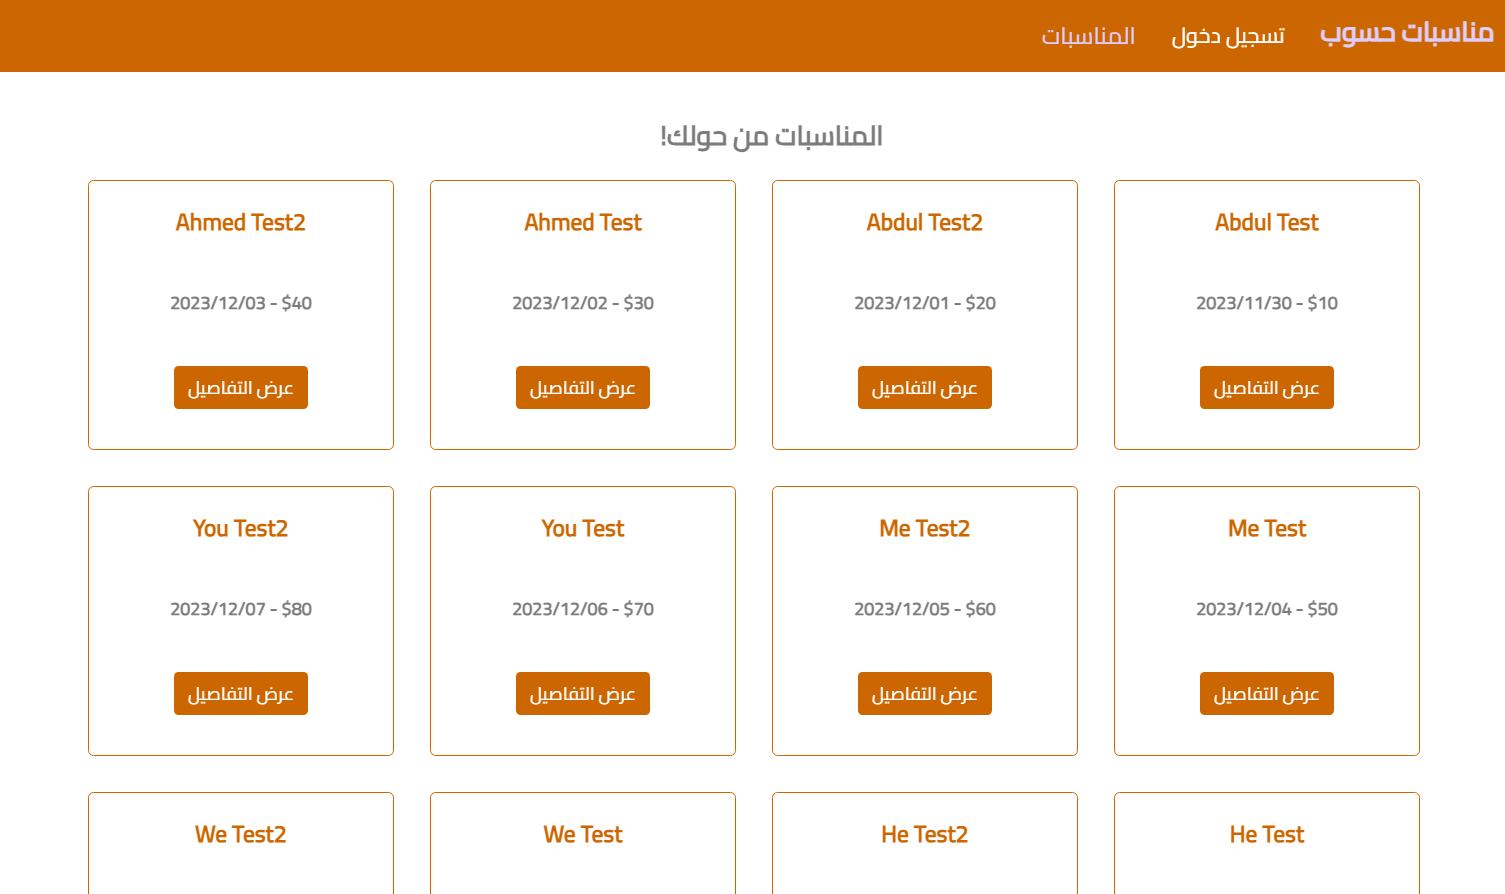 مناسبات حسوب
تسجيل دخول
المناسبات
المناسبات من حولك!
Abdul Test
2023/11/30 - $10
عرض التفاصيل
Abdul Test2
2023/12/01 - $20
عرض التفاصيل
Ahmed Test
2023/12/02 - $30
عرض التفاصيل
Ahmed Test2
2023/12/03 - $40
عرض التفاصيل
Me Test
2023/12/04 - $50
عرض التفاصيل
Me Test2
2023/12/05 - $60
عرض التفاصيل
You Test
2023/12/06 - $70
عرض التفاصيل
You Test2
2023/12/07 - $80
عرض التفاصيل
He Test
He Test2
We Test
We Test2